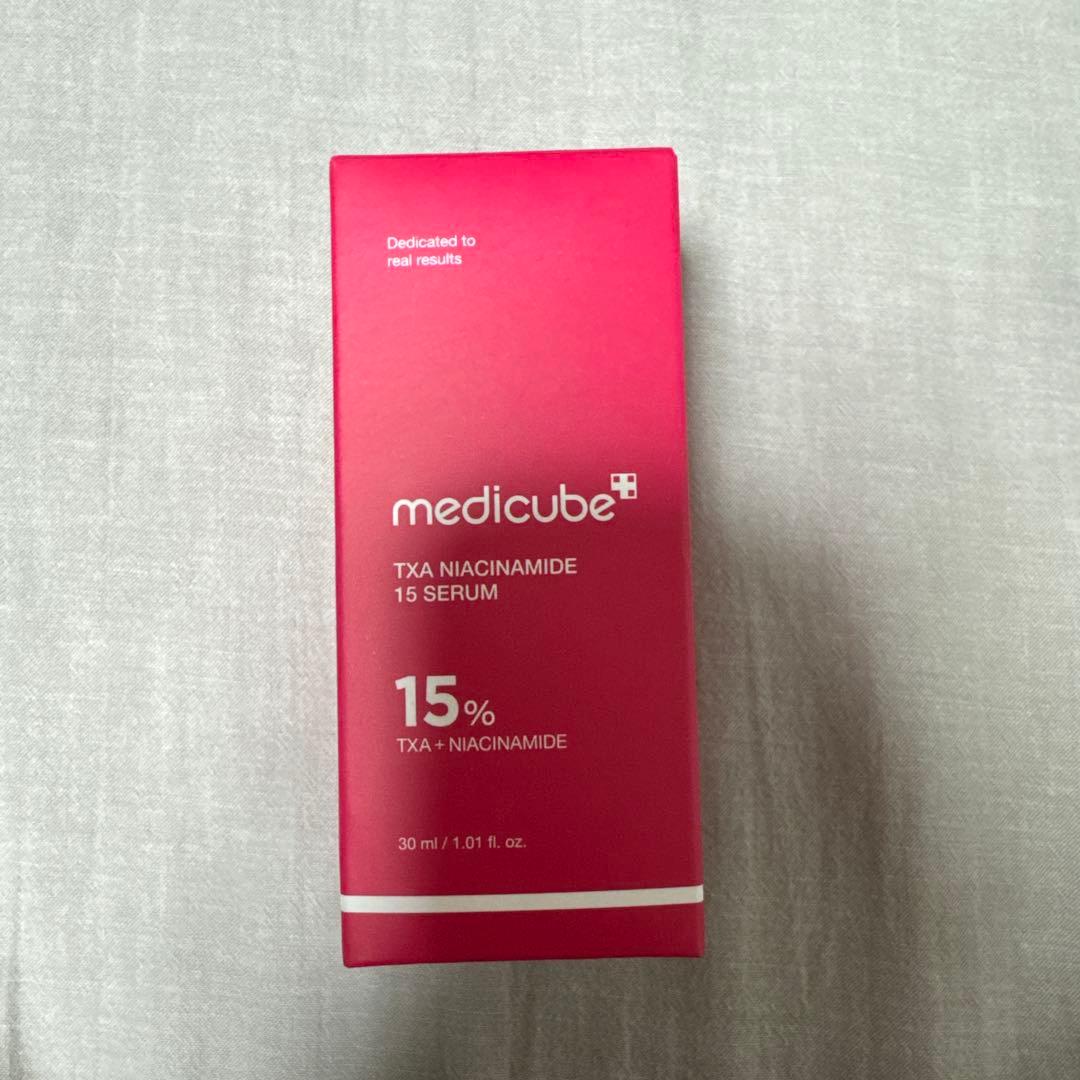 Dedicated to
real results
medicube
TXA NIACINAMIDE
15 SERUM
15%
TXA + NIACINAMIDE
30 ml / 1.01 fl. oz.